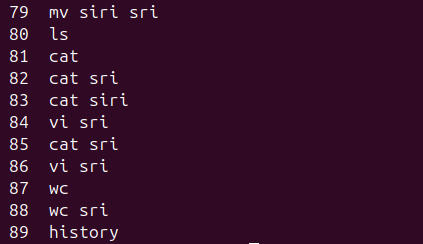 79 mv siri sri
80 ls
81 cat
82 cat sri
83 cat siri
84 vi sri
85 cat sri
86 vi sri
87 wc
88 wc sri
89 history